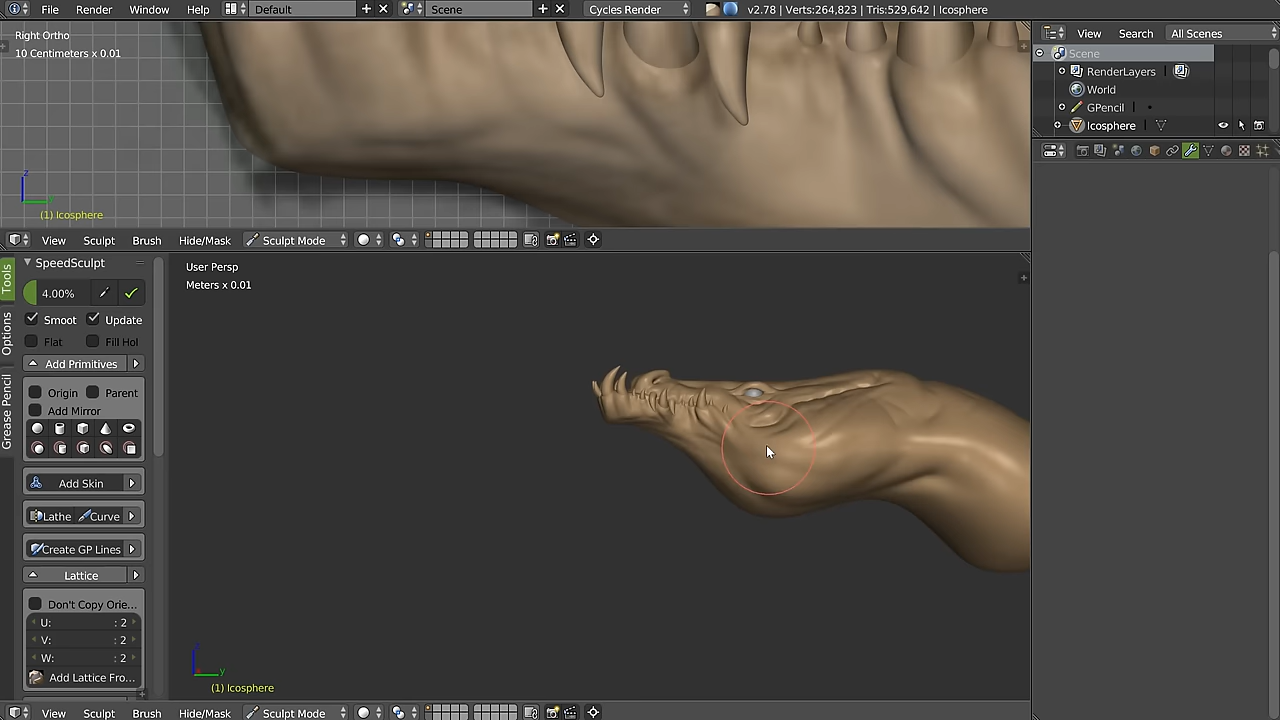 File Render Window Help Default Scene Cycles Render v2.78 | Verts:264,823 | Tris:529,642 | Icosphere
View Search All Scenes
Right Ortho
10 Centimeters x 0.01
Scene
RenderLayers
World
GPencil
Icosphere
z
(1) Icosphere
View Sculpt Brush Hide/Mask Sculpt Mode
Tools
Options
Grease Pencil
SpeedSculpt
4.00%
Smoot Update
Flat Fill Hol
Add Primitives
Origin Parent
Add Mirror
Add Skin
Lathe Curve
Create GP Lines
Lattice
Don't Copy Orie...
U: : 2
V: : 2
W: : 2
Add Lattice Fro...
User Persp
Meters x 0.01
y
(1) Icosphere
View Sculpt Brush Hide/Mask Sculpt Mode